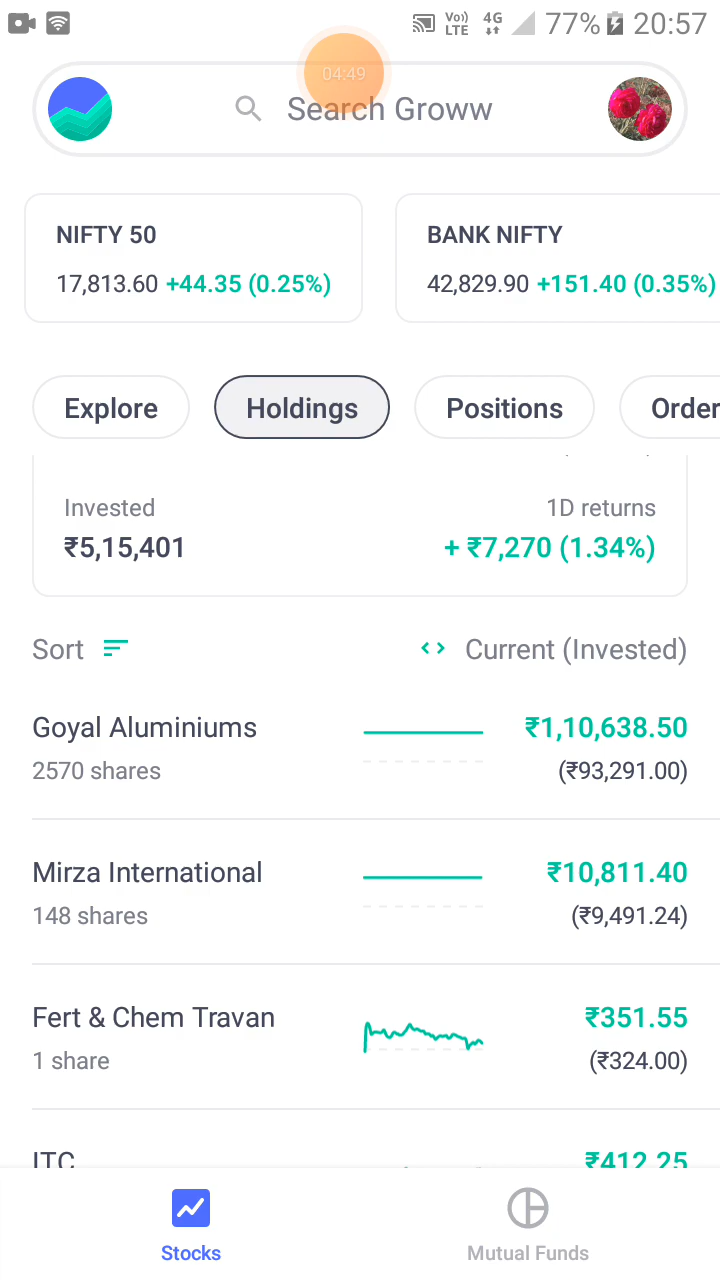 Vo)) LTE 4G 77% 20:57
04:49
Search Groww
NIFTY 50
17,813.60 +44.35 (0.25%)
BANK NIFTY
42,829.90 +151.40 (0.35%)
Explore
Holdings
Positions
Order
Invested
₹5,15,401
1D returns
+ ₹7,270 (1.34%)
Sort
Current (Invested)
Goyal Aluminiums
₹1,10,638.50
2570 shares
(₹93,291.00)
Mirza International
₹10,811.40
148 shares
(₹9,491.24)
Fert & Chem Travan
₹351.55
1 share
(₹324.00)
ITC
₹412.25
Stocks
Mutual Funds